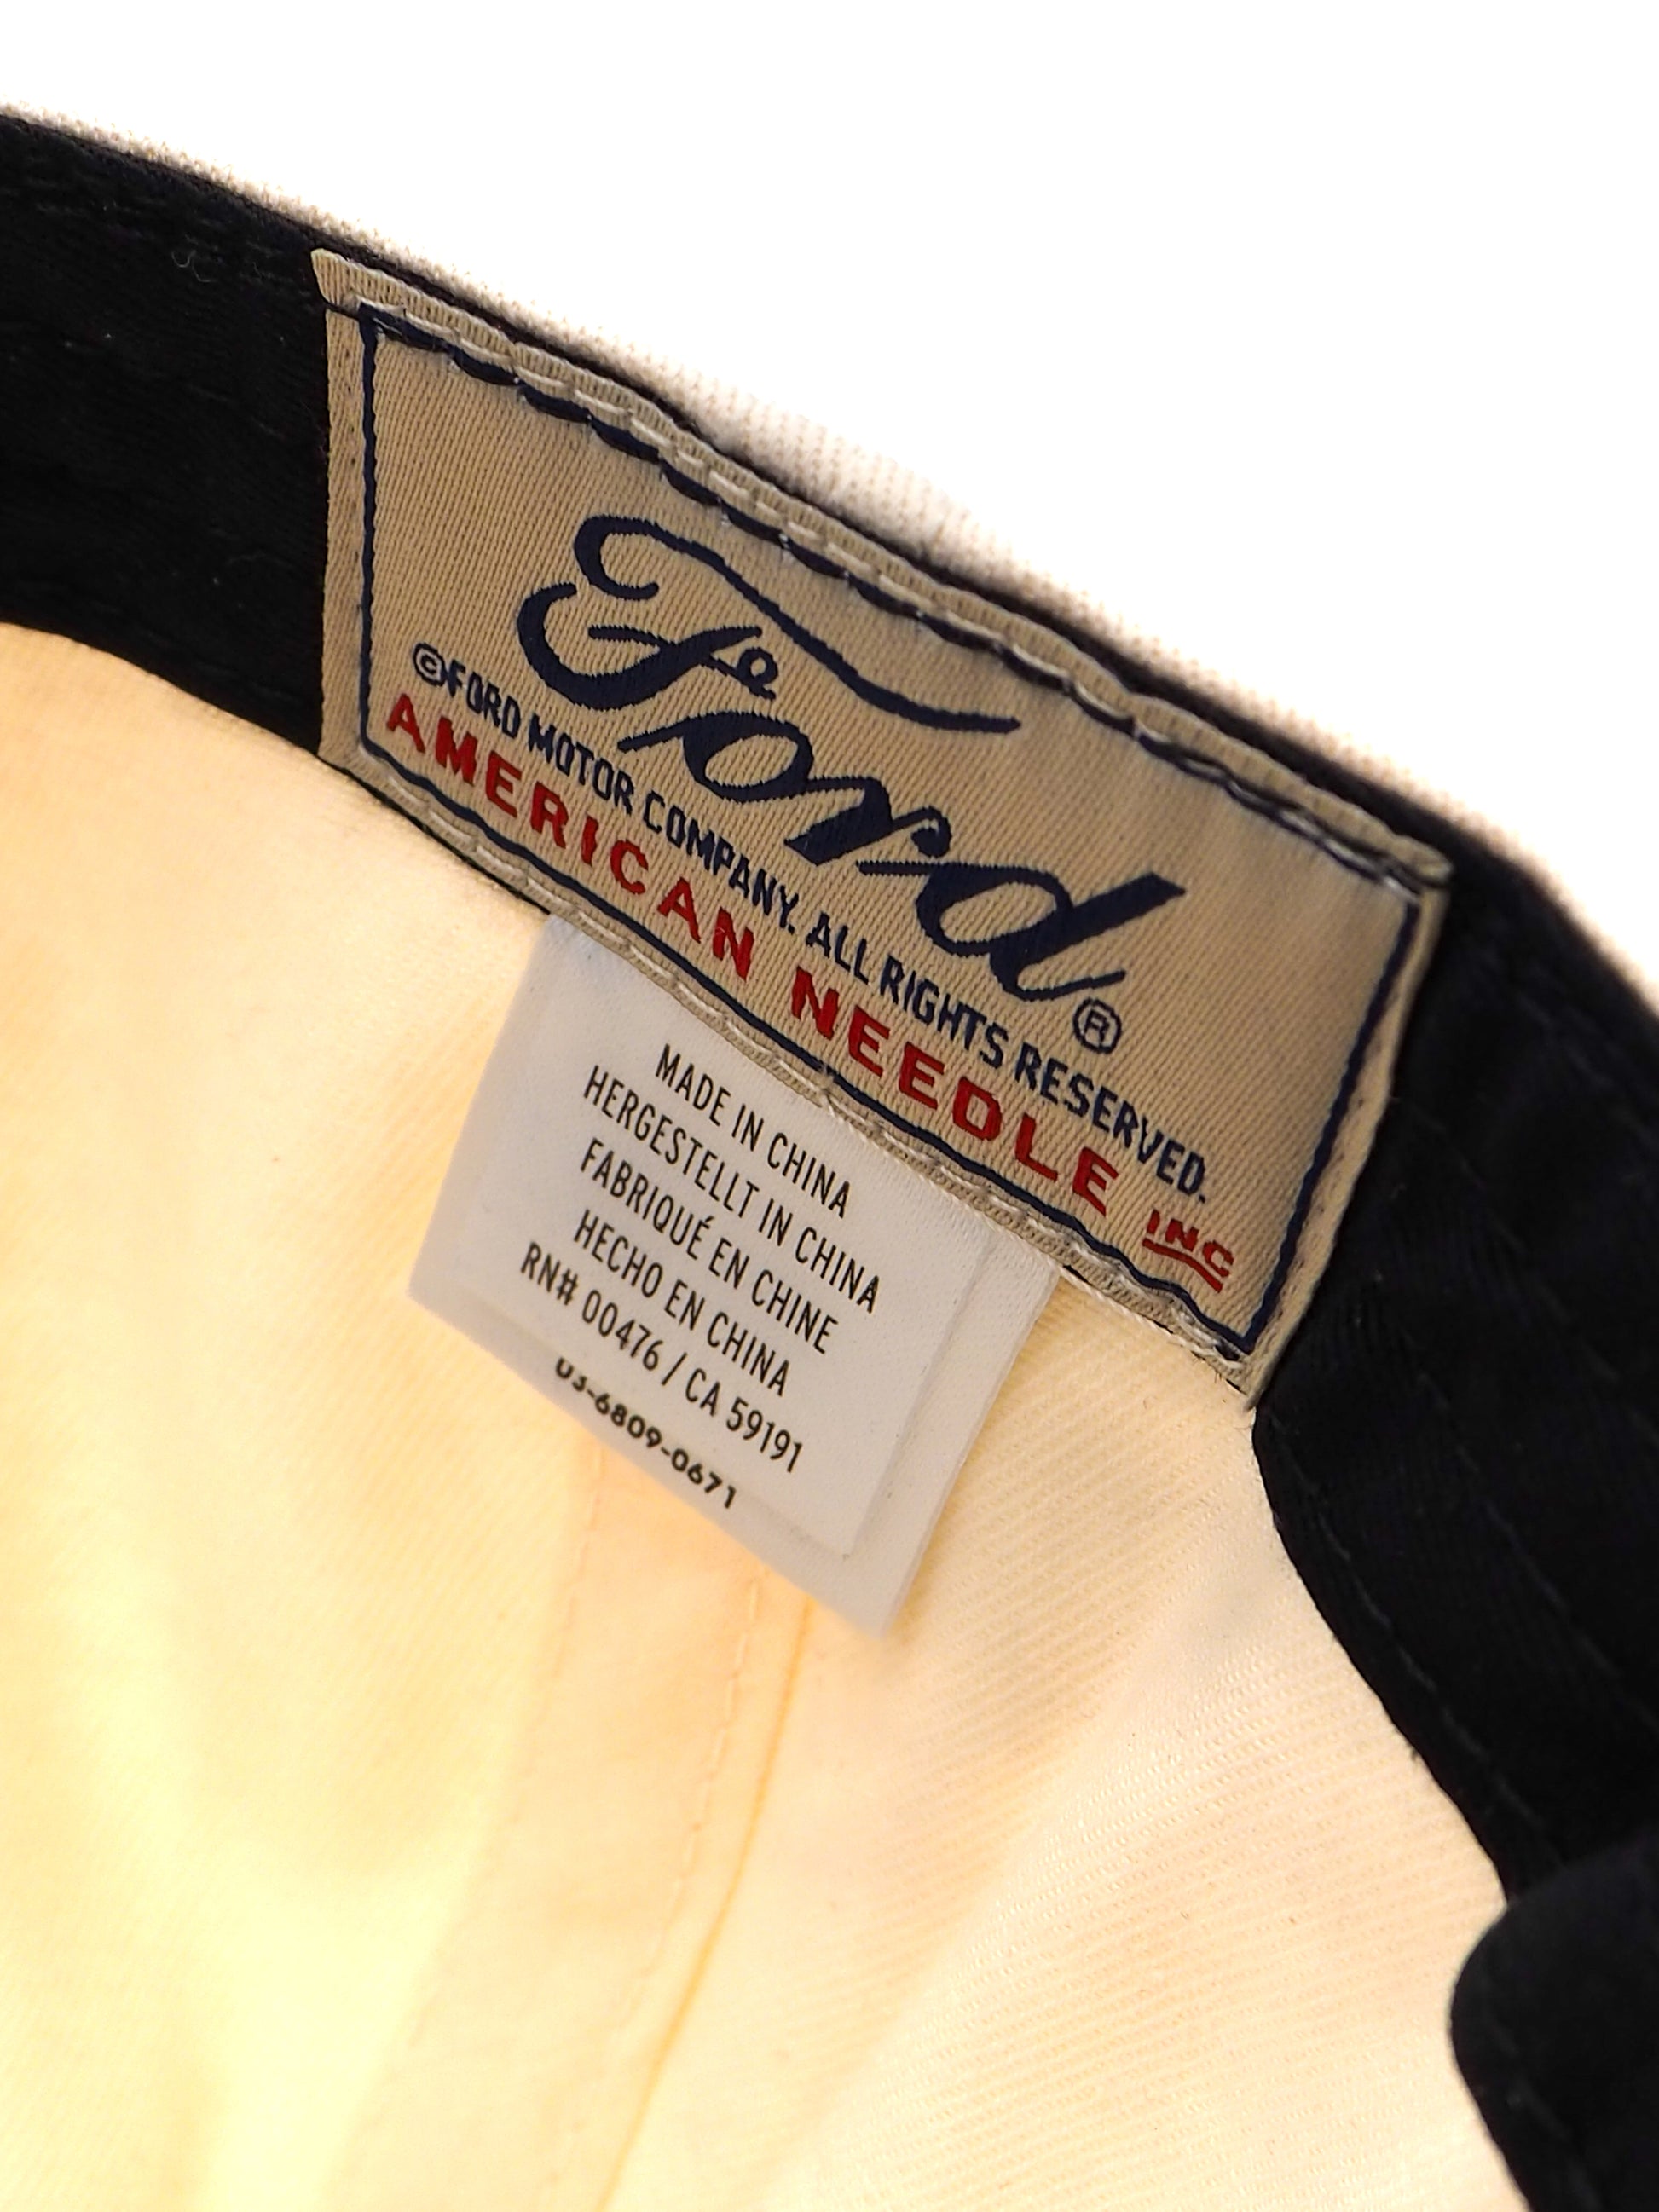 Ford®
©FORD MOTOR COMPANY. ALL RIGHTS RESERVED.
AMERICAN NEEDLE INC
MADE IN CHINA
HERGESTELLT IN CHINA
FABRIQUÉ EN CHINE
HECHO EN CHINA
RN# 00476 / CA 59191
03-6809-0671